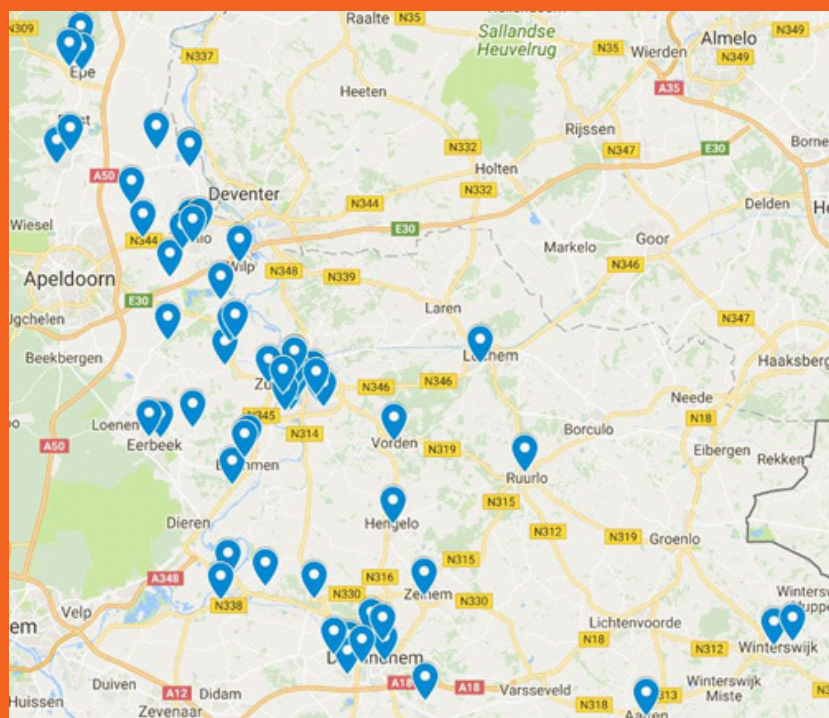 N309
Raalte
N35
Sallandse
Heuvelrug
N35
Wierden
Almelo
N349
N349
Epe
N337
Heeten
A35
Rijssen
N332
N347
E30
Borne
A50
Holten
N332
Deventer
N344
Delden
Wiesel
N344
E30
Goor
Markelo
Wilp
N348
N339
N346
Apeldoorn
E30
Laren
N347
Ugchelen
Beekbergen
Haaksberg
N346
N346
Neede
Loenen
N345
N314
Vorden
N319
Borculo
N18
Eerbeek
Eibergen
Rekken
A50
Ruurlo
N315
Dieren
Hengelo
N312
N319
Groenlo
N315
A348
N316
N330
N338
N330
Velp
Lichtenvoorde
N18
N312
Winterswijk
Duiven
A12
Didam
A18
A18
Varsseveld
Winterswijk
Miste
Huissen
Zevenaar
N318